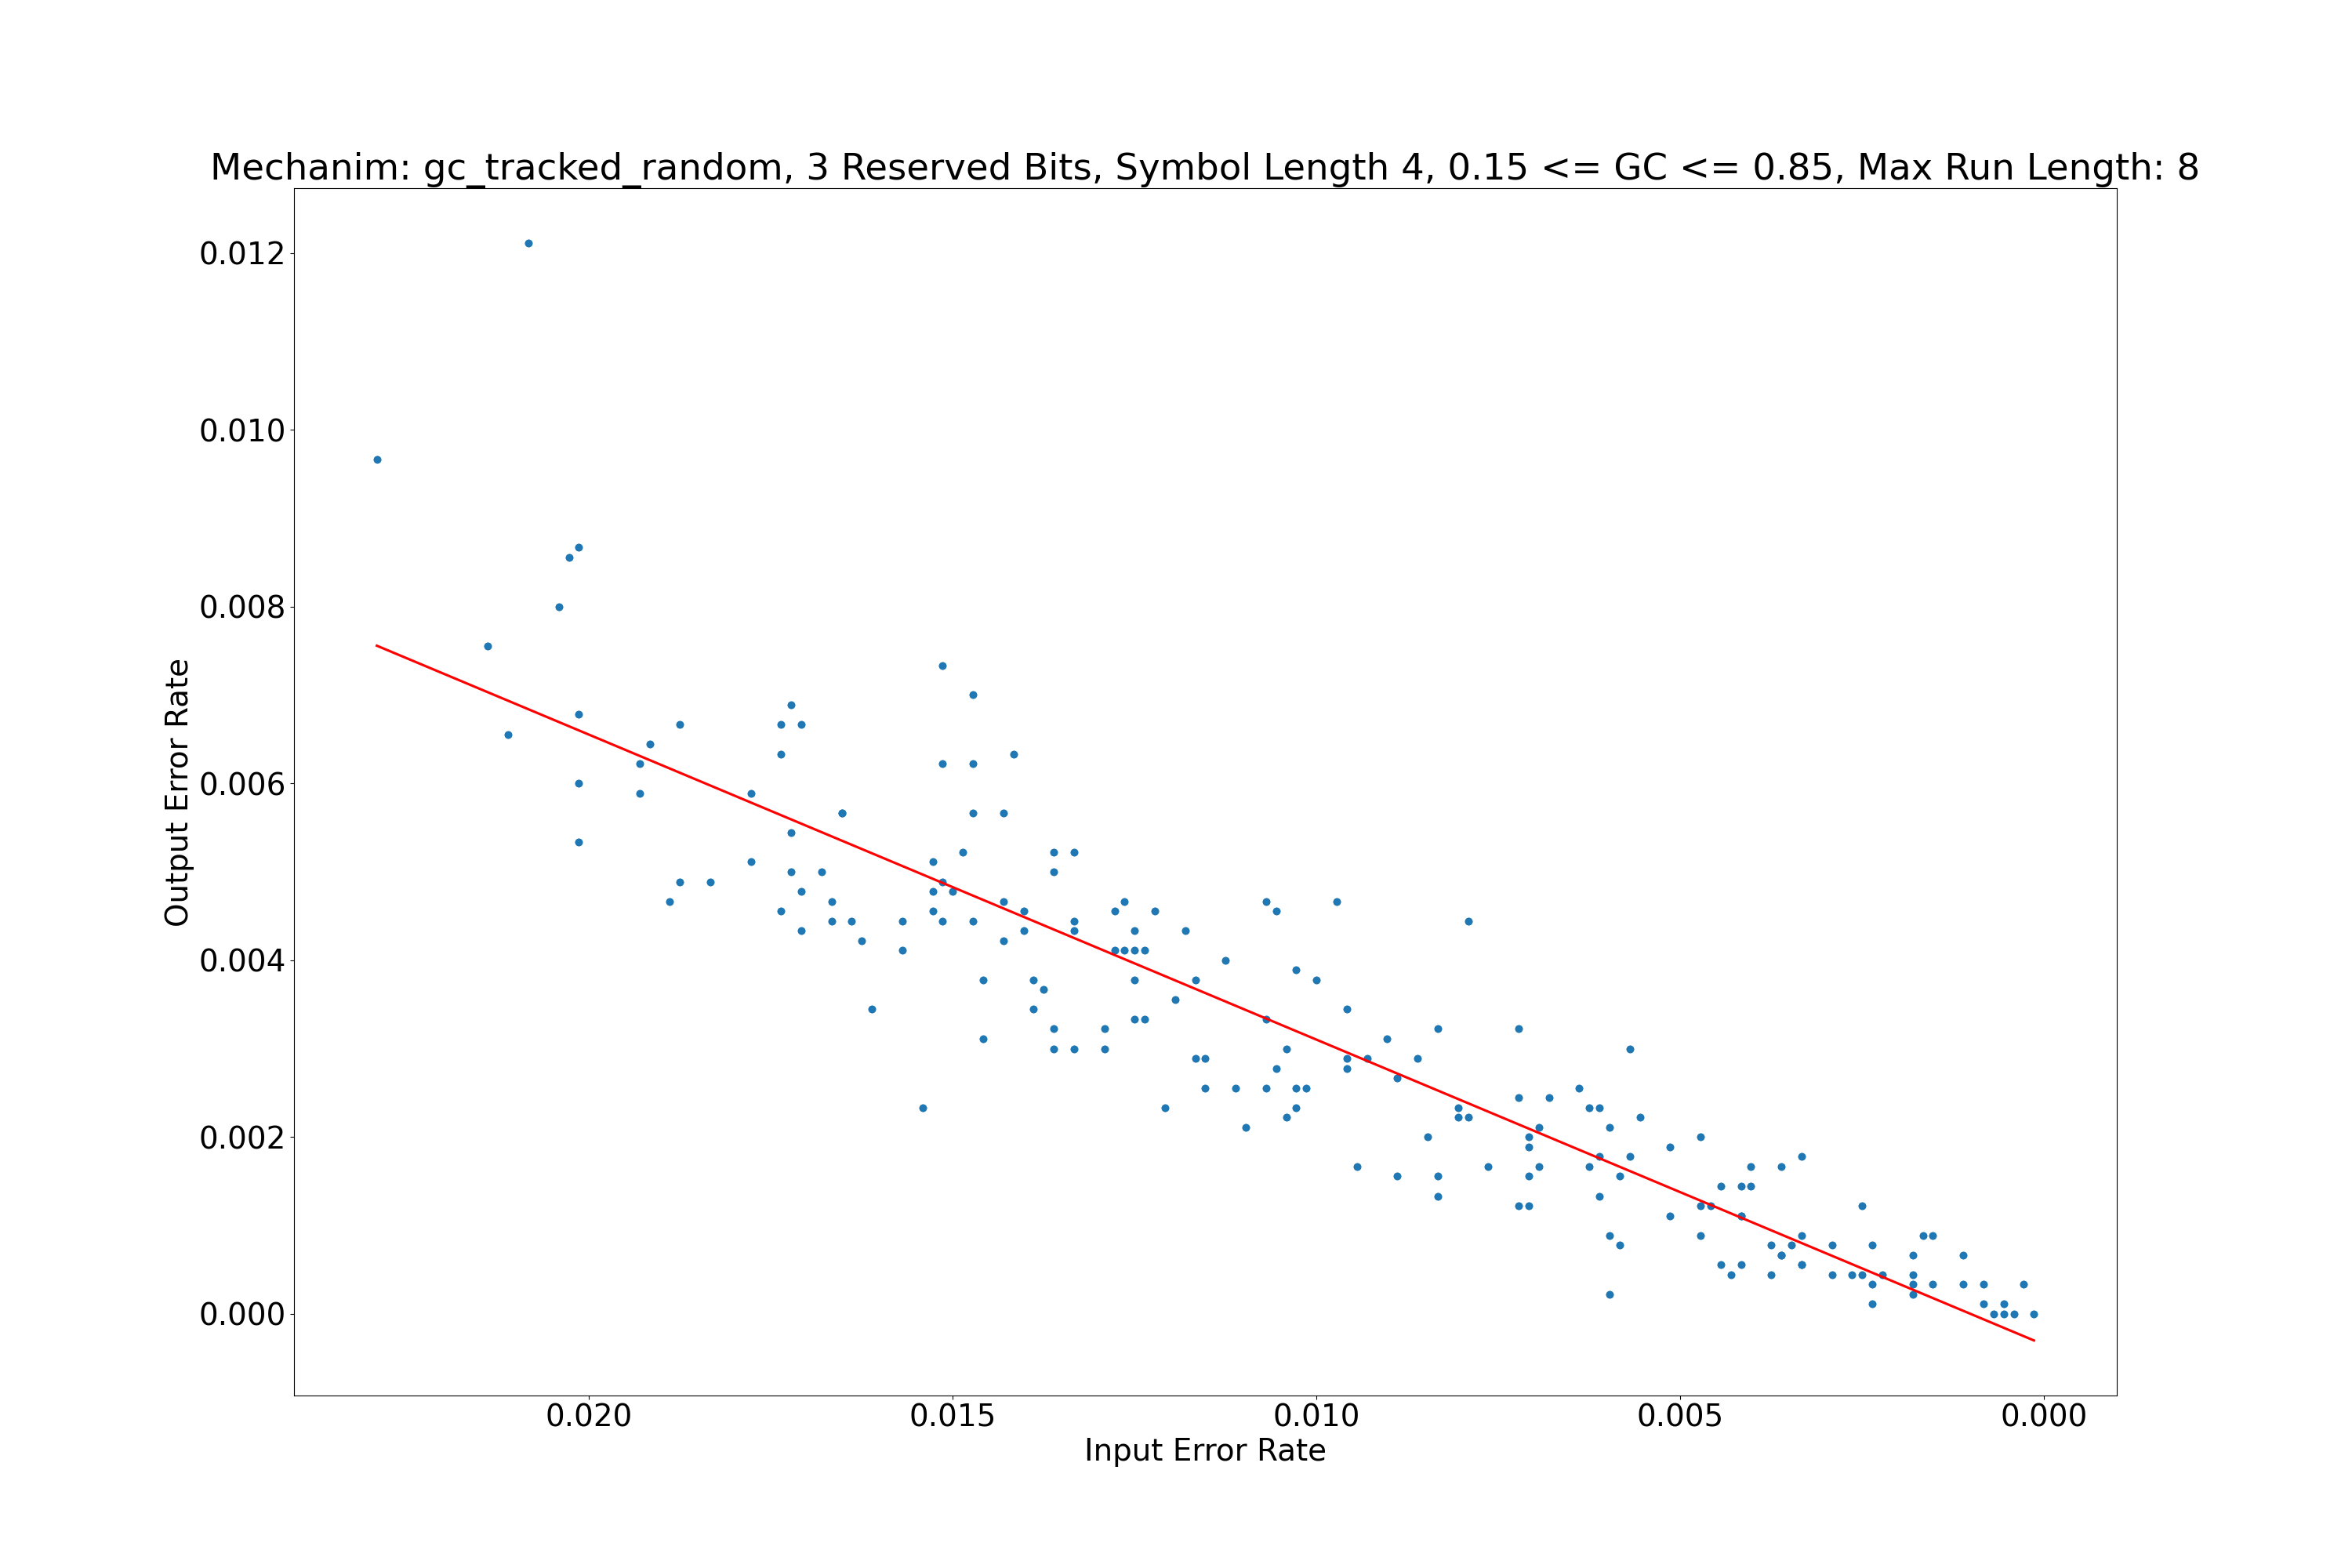 Mechanim: gc_tracked_random, 3 Reserved Bits, Symbol Length 4, 0.15 <= GC <= 0.85, Max Run Length: 8
0.012
0.010
0.008
0.006
0.004
0.002
0.000
Output Error Rate
0.020 0.015 0.010 0.005 0.000
Input Error Rate